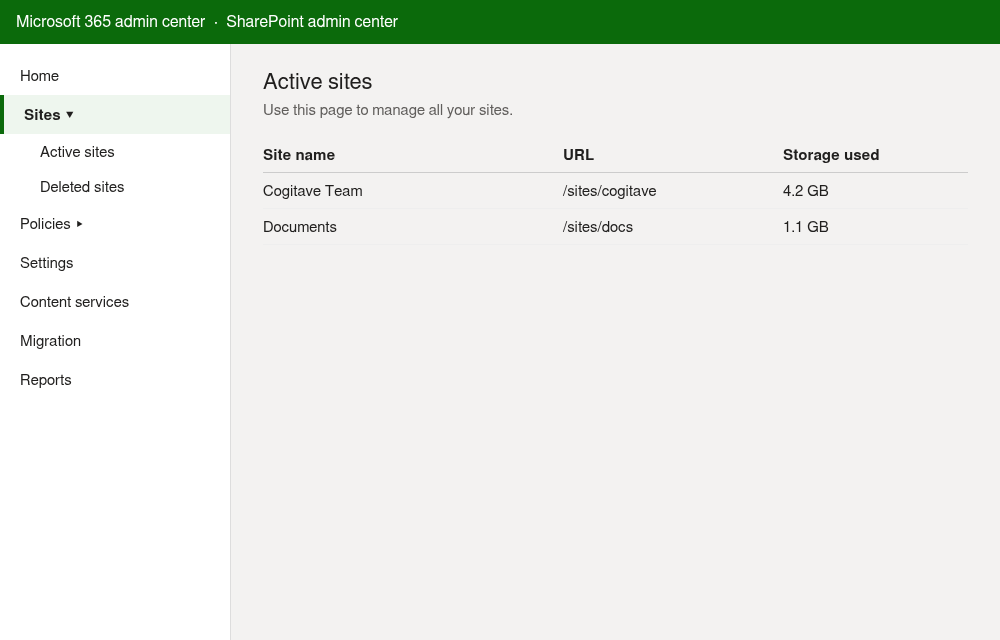 Microsoft 365 admin center · SharePoint admin center
Home
Sites ▾
Active sites
Deleted sites
Policies ▸
Settings
Content services
Migration
Reports
Active sites
Use this page to manage all your sites.
Site name URL Storage used
Cogitave Team /sites/cogitave 4.2 GB
Documents /sites/docs 1.1 GB